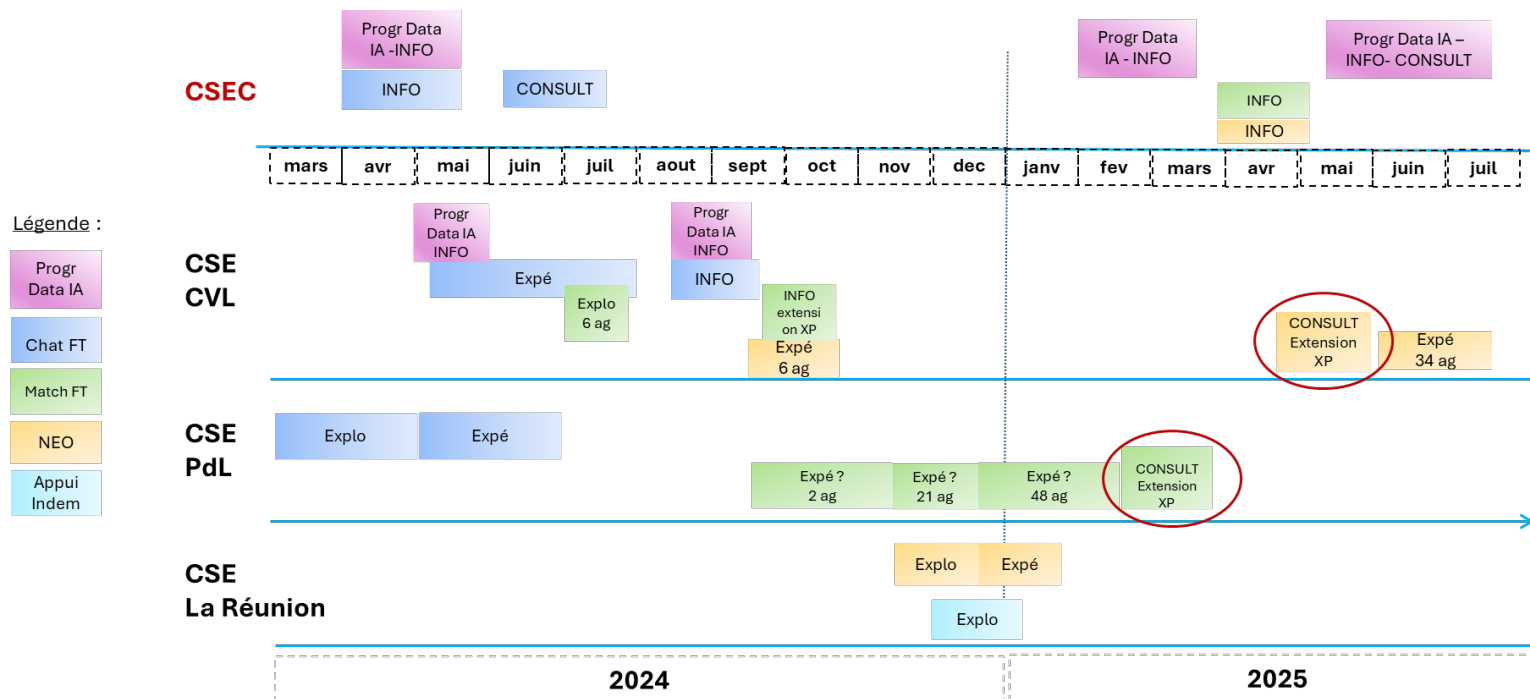 Progr Data
IA -INFO
INFO
CONSULT
Progr Data
IA - INFO
Progr Data IA –
INFO- CONSULT
INFO
INFO
CSEC
mars avr mai juin juil aout sept oct nov dec janv fev mars avr mai juin juil
Légende :
Progr
Data IA
Chat FT
Match FT
NEO
Appui
Indem
CSE
CVL
Progr
Data IA
INFO
Expé
Explo
6 ag
Progr
Data IA
INFO
INFO
INFO
extensi
on XP
Expé
6 ag
CONSULT
Extension
XP
Expé
34 ag
CSE
PdL
Explo
Expé
Expé ?
2 ag
Expé ?
21 ag
Expé ?
48 ag
CONSULT
Extension
XP
CSE
La Réunion
Explo
Expé
Explo
2024
2025